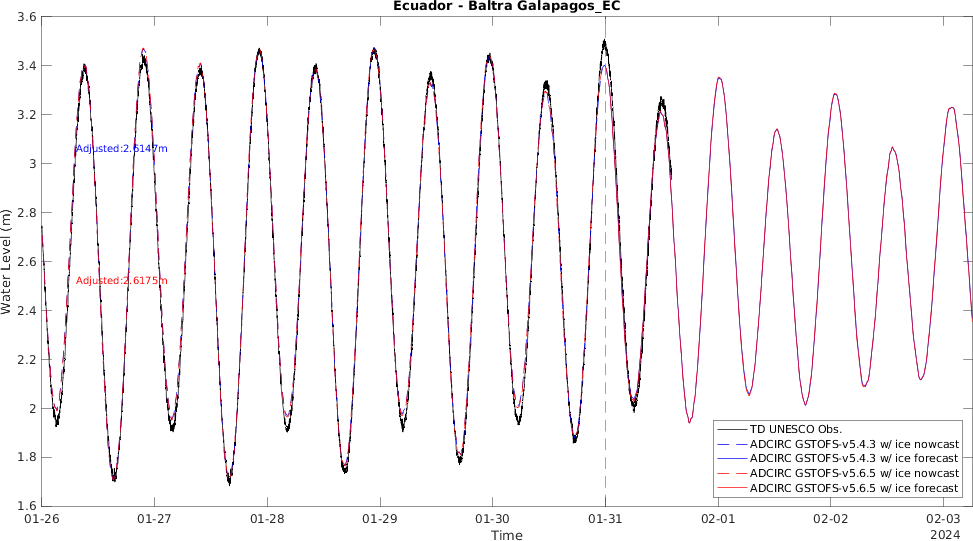 Ecuador - Baltra Galapagos_EC
3.6
3.4
3.2
3
2.8
2.6
2.4
2.2
2
1.8
1.6
Water Level (m)
Adjusted:2.6147m
Adjusted:2.6175m
TD UNESCO Obs.
ADCIRC GSTOFS-v5.4.3 w/ ice nowcast
ADCIRC GSTOFS-v5.4.3 w/ ice forecast
ADCIRC GSTOFS-v5.6.5 w/ ice nowcast
ADCIRC GSTOFS-v5.6.5 w/ ice forecast
01-26 01-27 01-28 01-29 01-30 01-31 02-01 02-02 02-03
Time
2024